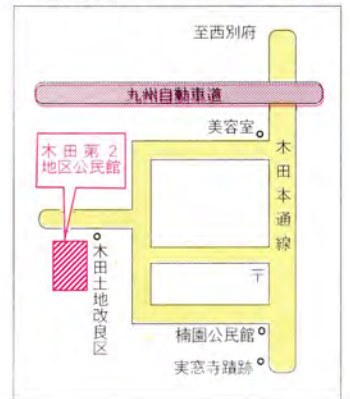 至西別府
九州自動車道
美容室
木田本通線
木田第2
地区公民館
木田土地改良区
〒
楠園公民館
実窓寺蹟跡